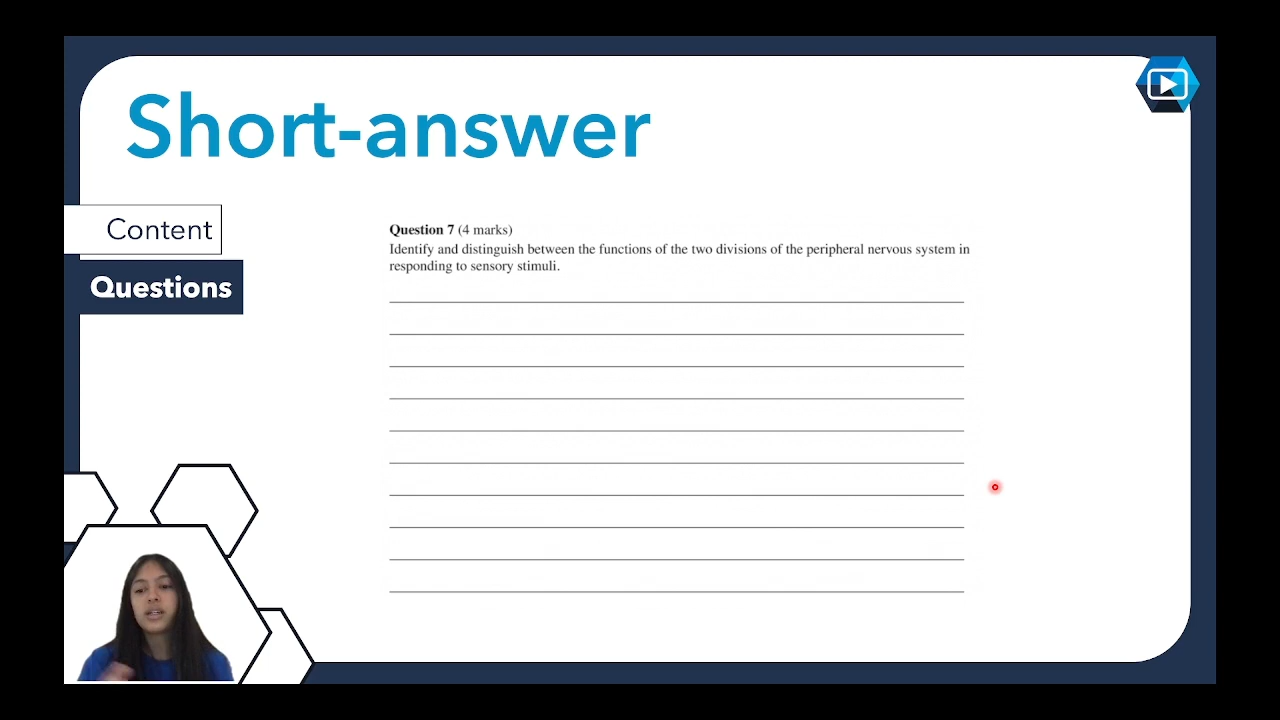 Short-answer
Content
Questions
Question 7 (4 marks)
Identify and distinguish between the functions of the two divisions of the peripheral nervous system in
responding to sensory stimuli.